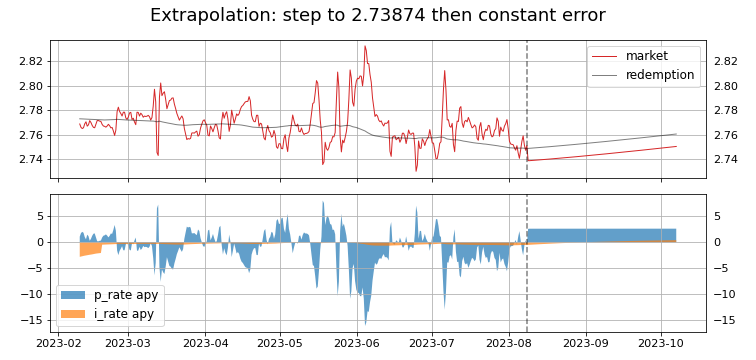 Extrapolation: step to 2.73874 then constant error
2.82 2.82
2.80 2.80
2.78 2.78
2.76 2.76
2.74 2.74
market
redemption
5 5
0 0
−5 −5
−10 −10
−15 −15
p_rate apy
i_rate apy
2023-02 2023-03 2023-04 2023-05 2023-06 2023-07 2023-08 2023-09 2023-10